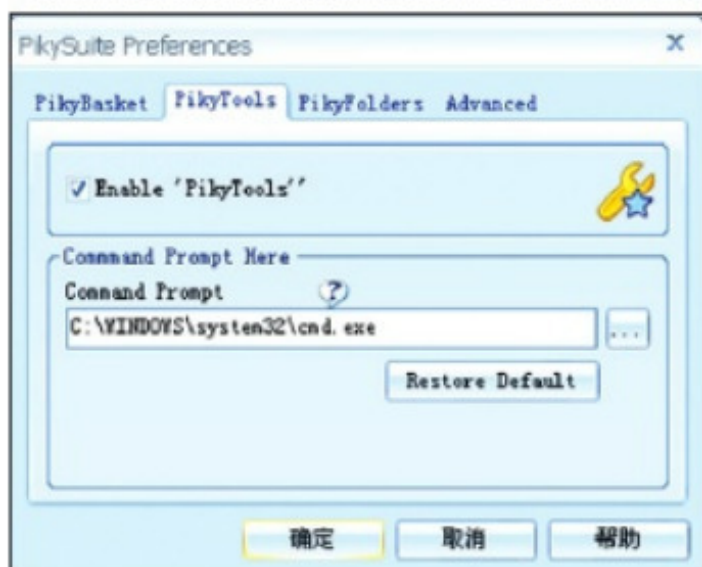 PikySuite Preferences
PikyBasket PikyTools PikyFolders Advanced
Enable 'PikyTools''
Commmand Prompt Here
Command Prompt
C:\WINDOWS\system32\cmd.exe
...
Restore Default
确定 取消 帮助